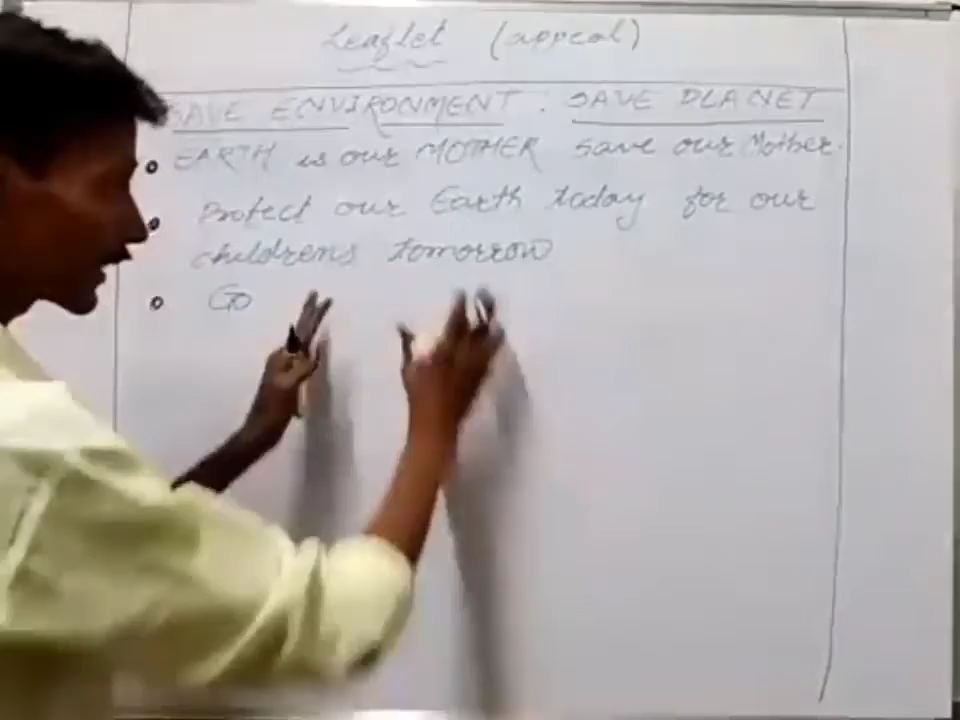 Leaflet (appeal)
SAVE ENVIRONMENT. SAVE PLANET
EARTH is our MOTHER save our Mother.
Protect our Earth today for our
childrens tomorrow
Go